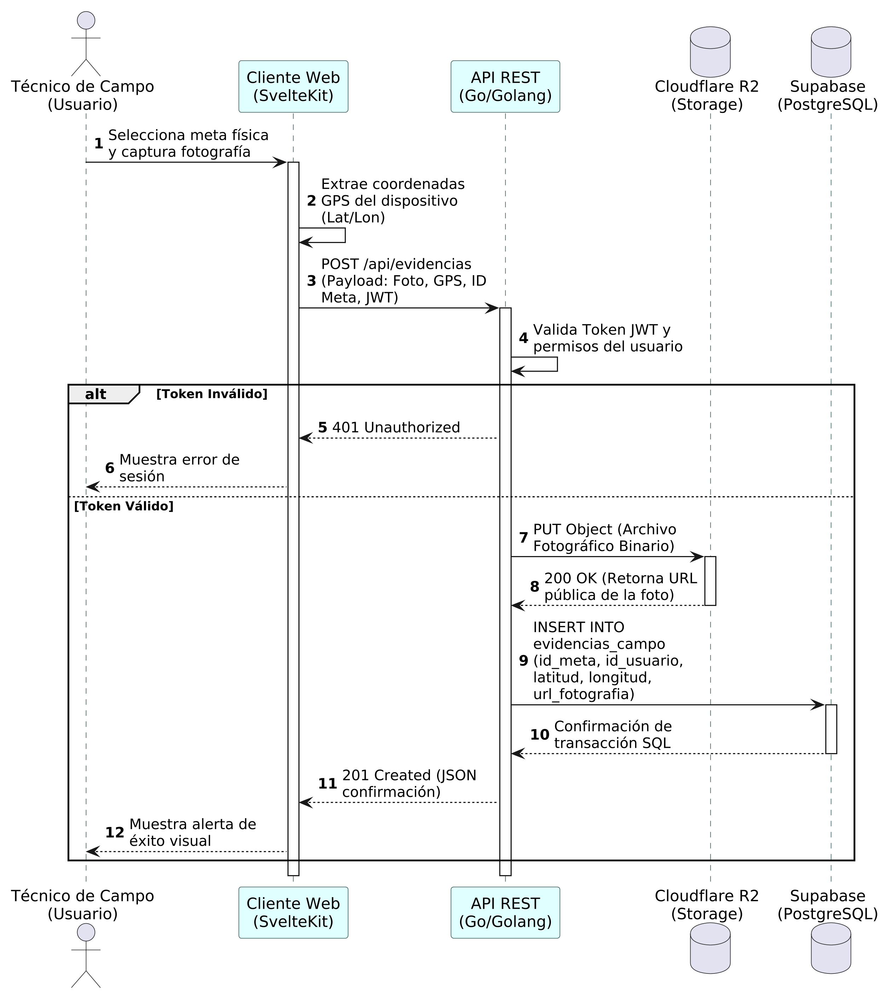 Técnico de Campo
(Usuario)
Cliente Web
(SvelteKit)
API REST
(Go/Golang)
Cloudflare R2
(Storage)
Supabase
(PostgreSQL)
1 Selecciona meta física
y captura fotografía
2 Extrae coordenadas
GPS del dispositivo
(Lat/Lon)
3 POST /api/evidencias
(Payload: Foto, GPS, ID
Meta, JWT)
4 Valida Token JWT y
permisos del usuario
alt [Token Inválido]
5 401 Unauthorized
6 Muestra error de
sesión
[Token Válido]
7 PUT Object (Archivo
Fotográfico Binario)
8 200 OK (Retorna URL
pública de la foto)
9 INSERT INTO
evidencias_campo
(id_meta, id_usuario,
latitud, longitud,
url_fotografia)
10 Confirmación de
transacción SQL
11 201 Created (JSON
confirmación)
12 Muestra alerta de
éxito visual
Técnico de Campo
(Usuario)
Cliente Web
(SvelteKit)
API REST
(Go/Golang)
Cloudflare R2
(Storage)
Supabase
(PostgreSQL)